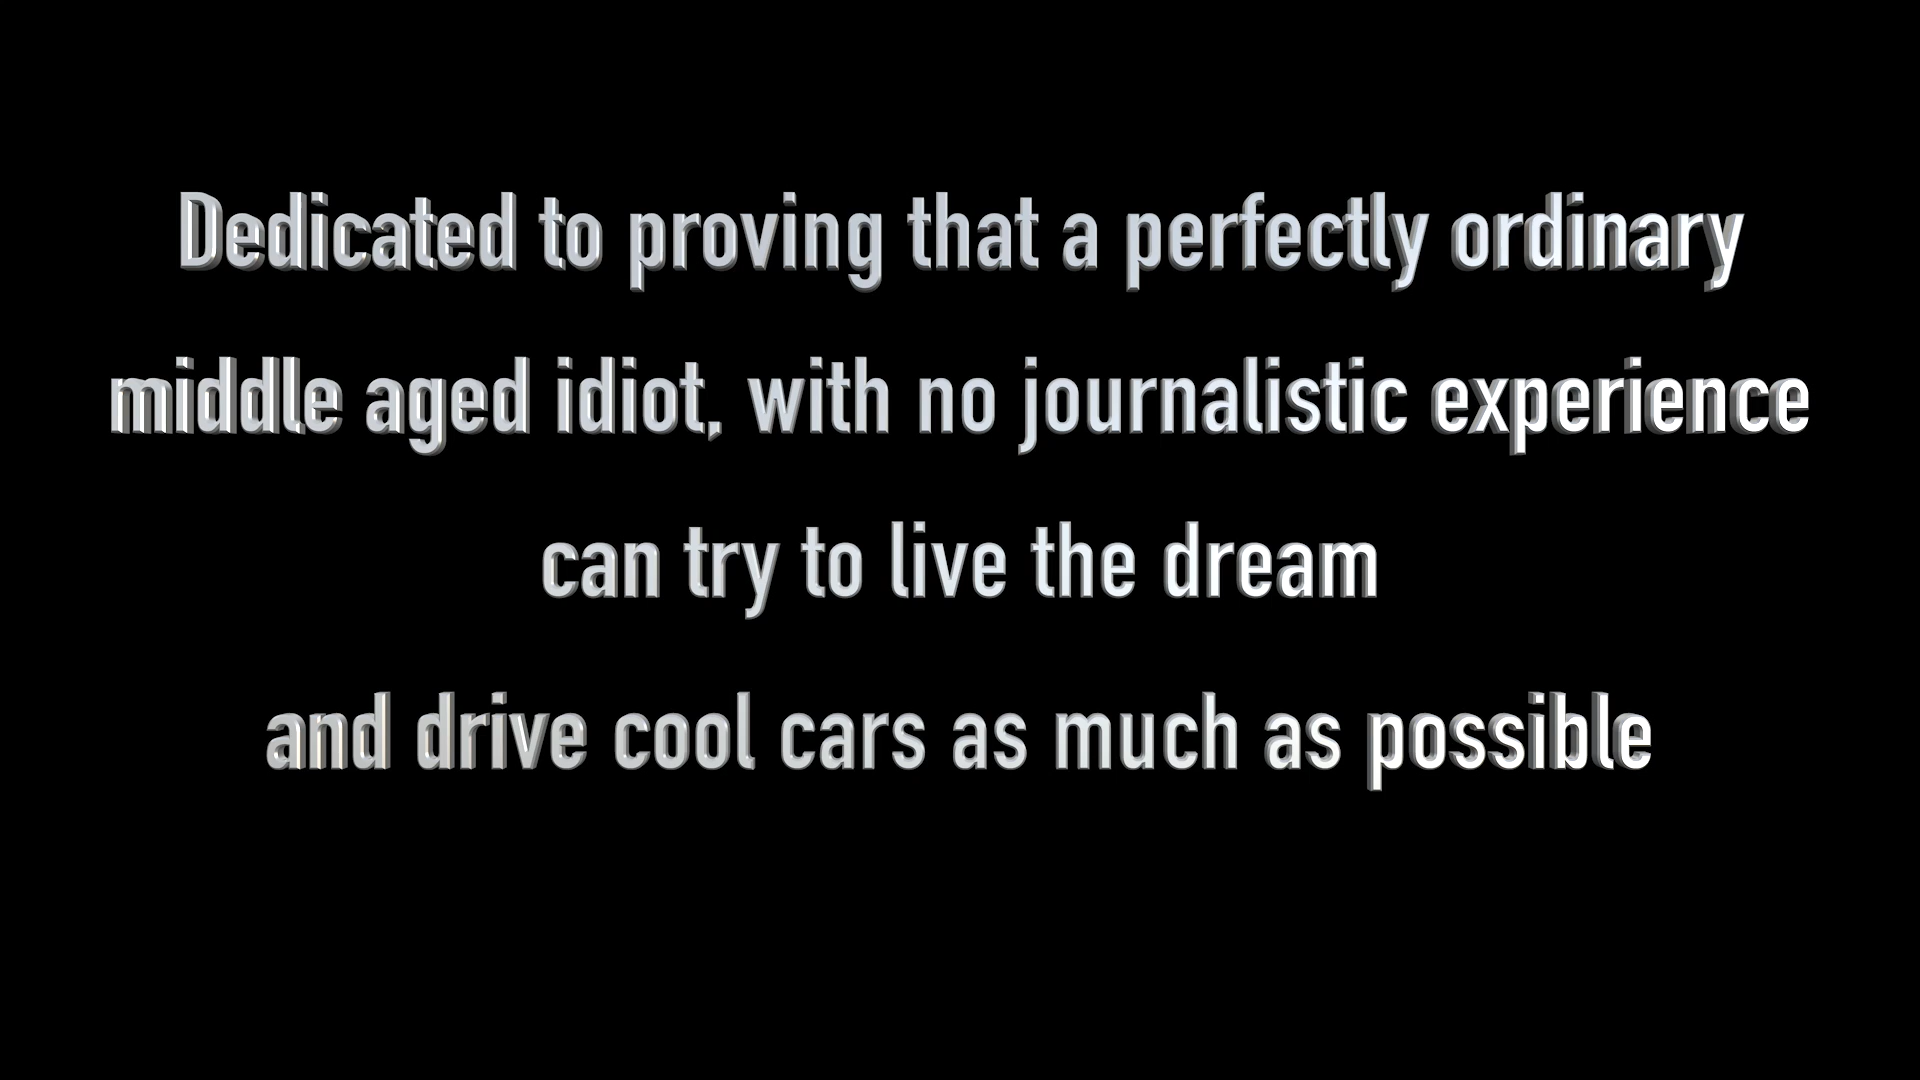 Dedicated to proving that a perfectly ordinary
middle aged idiot, with no journalistic experience
can try to live the dream
and drive cool cars as much as possible